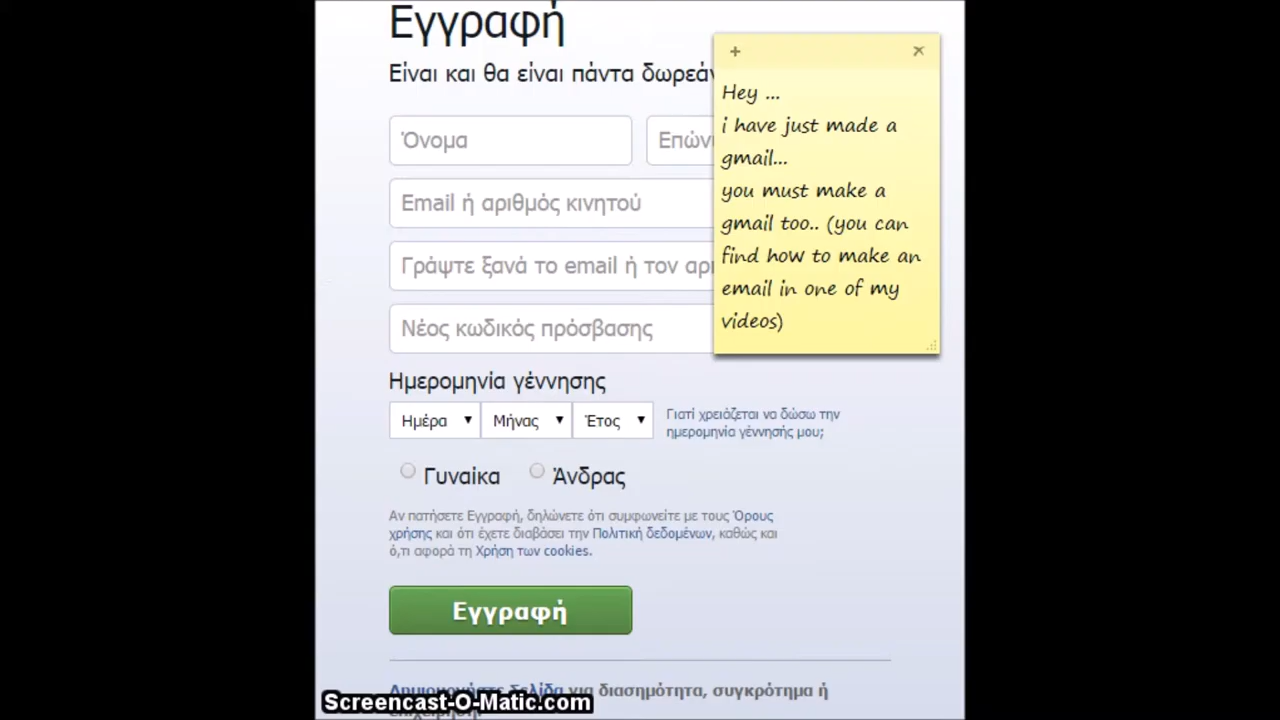 Εγγραφή
Είναι και θα είναι πάντα δωρεάν
Όνομα
Email ή αριθμός κινητού
Γράψτε ξανά το email ή τον
Νέος κωδικός πρόσβασης
Ημερομηνία γέννησης
Ημέρα Μήνας Έτος
Γιατί χρειάζεται να δώσω την
ημερομηνία γέννησής μου;
Γυναίκα Άνδρας
Αν πατήσετε Εγγραφή, δηλώνετε ότι συμφωνείτε με τους Όρους
χρήσης και ότι έχετε διαβάσει την Πολιτική δεδομένων, καθώς και
ό,τι αφορά τη Χρήση των cookies.
Εγγραφή
Δημιουργήστε Σελίδα για διασημότητα, συγκρότημα ή
Hey ...
i have just made a
gmail...
you must make a
gmail too.. (you can
find how to make an
email in one of my
videos)
Screencast-O-Matic.com